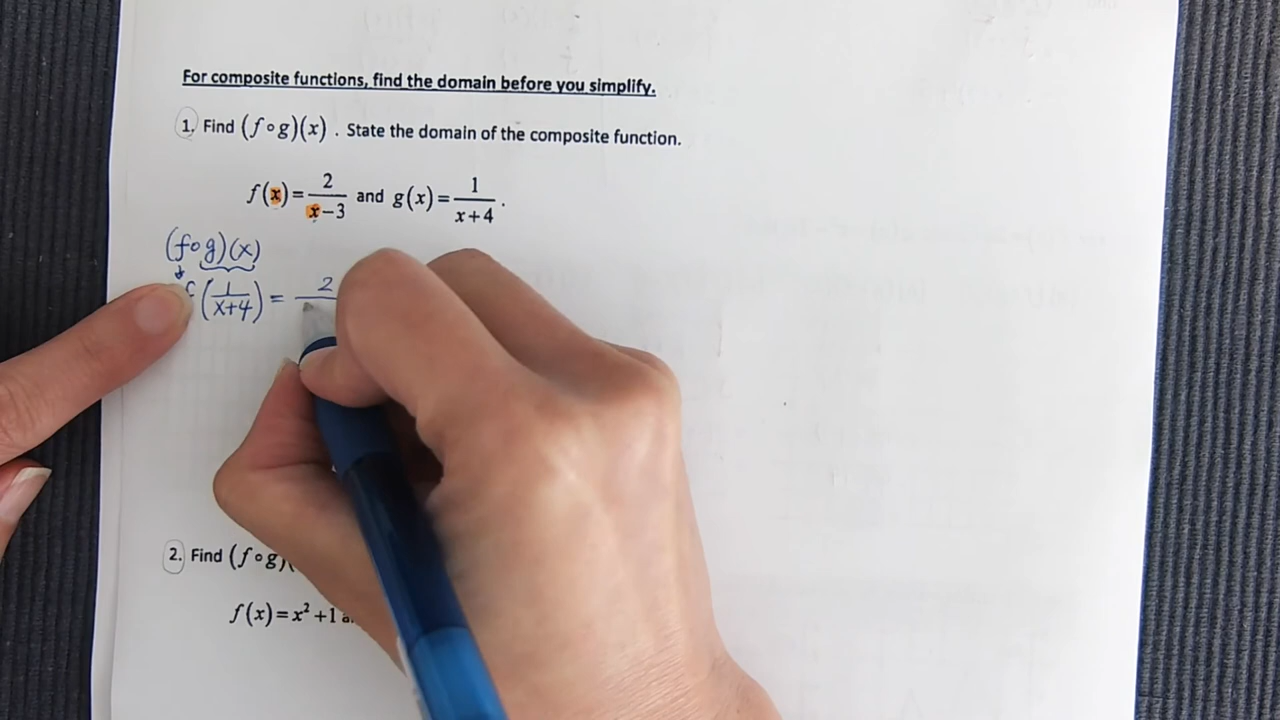 For composite functions, find the domain before you simplify.
1. Find (f∘g)(x) . State the domain of the composite function.
f(x)=2/(x−3) and g(x)=1/(x+4) .
(f∘g)(x)
f(1/(x+4)) = 2
2. Find (f∘g)(
f(x)=x²+1